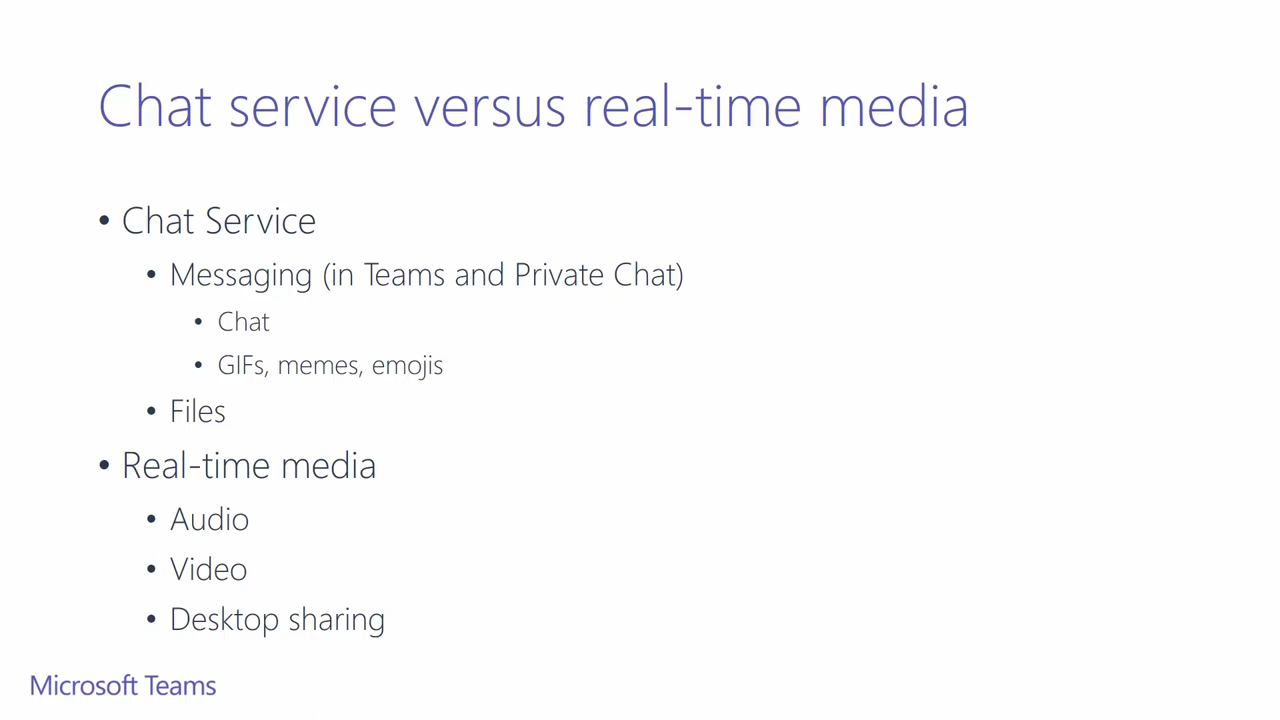 Chat service versus real-time media
• Chat Service
• Messaging (in Teams and Private Chat)
• Chat
• GIFs, memes, emojis
• Files
• Real-time media
• Audio
• Video
• Desktop sharing
Microsoft Teams